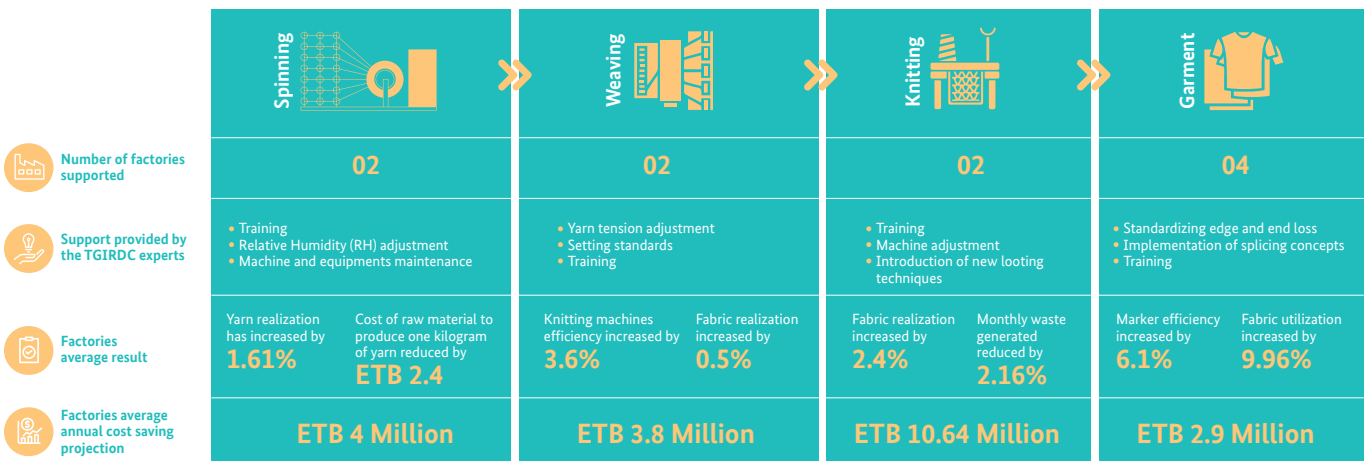 Spinning
Weaving
Knitting
Garment
Number of factories
supported
02
02
02
04
Support provided by
the TGIRDC experts
• Training
• Relative Humidity (RH) adjustment
• Machine and equipments maintenance
• Yarn tension adjustment
• Setting standards
• Training
• Training
• Machine adjustment
• Introduction of new looting
techniques
• Standardizing edge and end loss
• Implementation of splicing concepts
• Training
Factories
average result
Yarn realization
has increased by
1.61%
Cost of raw material to
produce one kilogram
of yarn reduced by
ETB 2.4
Knitting machines
efficiency increased by
3.6%
Fabric realization
increased by
0.5%
Fabric realization
increased by
2.4%
Monthly waste
generated
reduced by
2.16%
Marker efficiency
increased by
6.1%
Fabric utilization
increased by
9.96%
Factories average
annual cost saving
projection
ETB 4 Million
ETB 3.8 Million
ETB 10.64 Million
ETB 2.9 Million